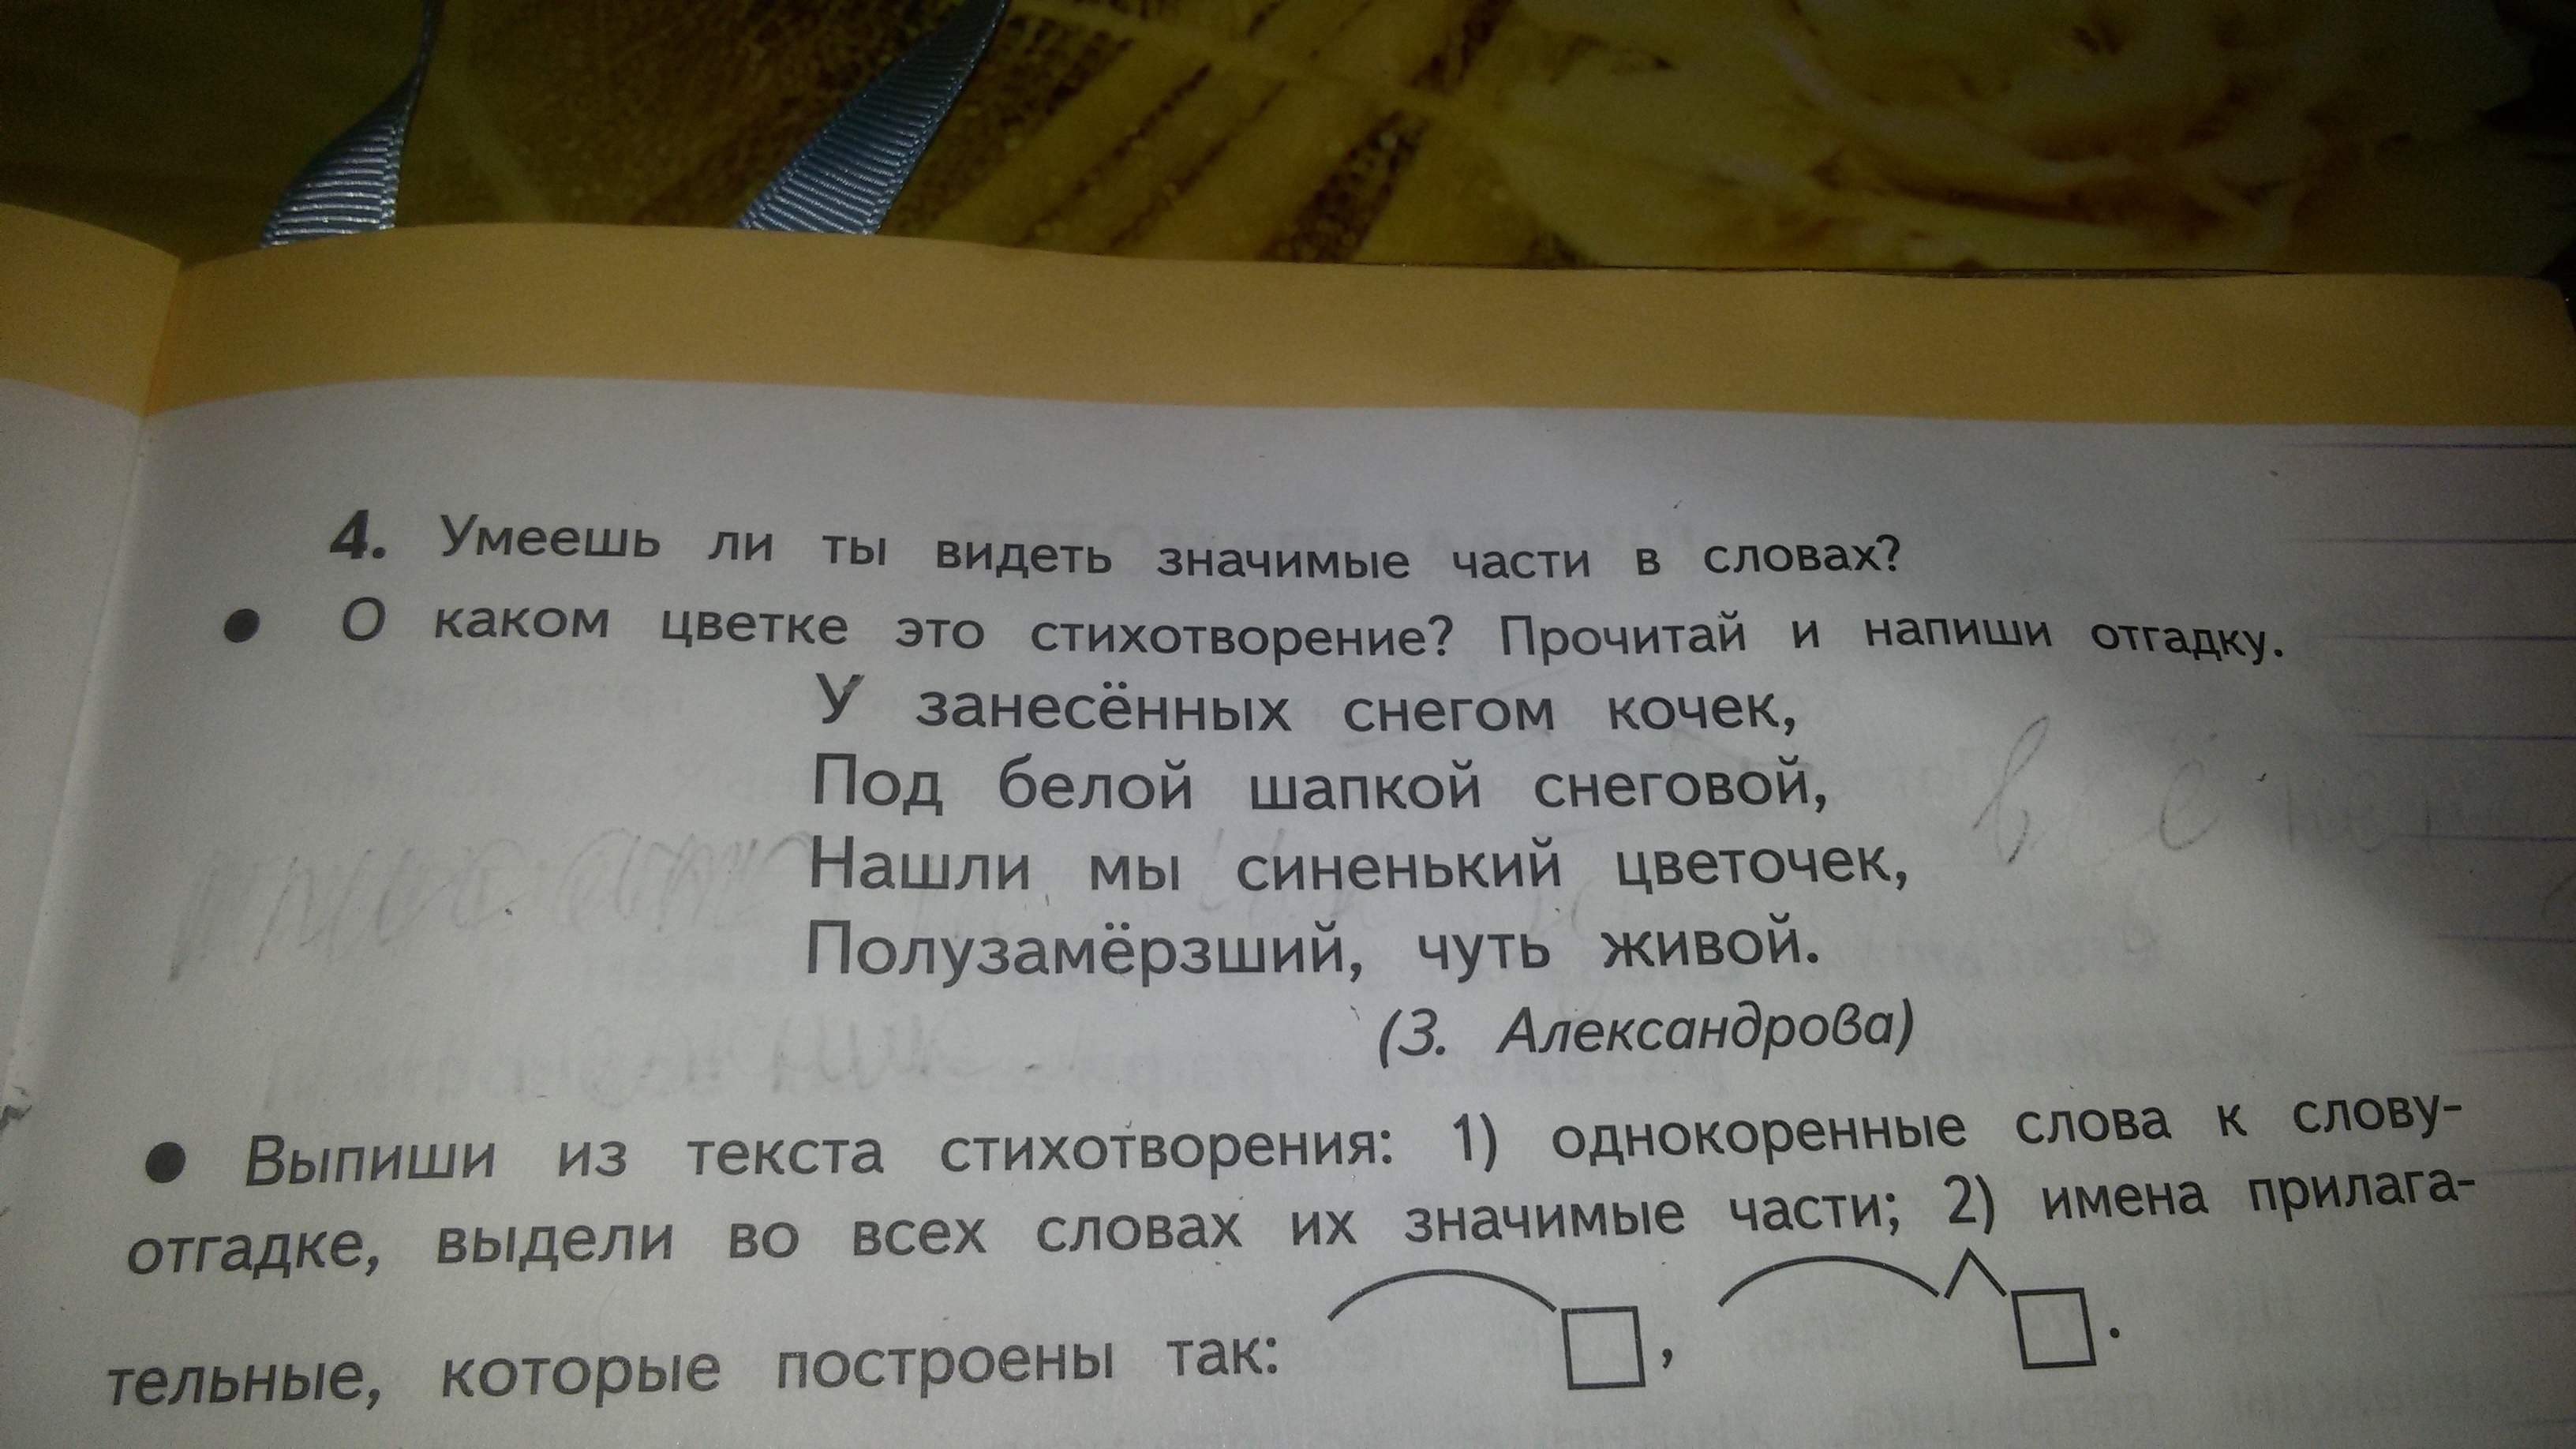 4. Умеешь ли ты видеть значимые части в словах?
● О каком цветке это стихотворение? Прочитай и напиши отгадку.
У занесённых снегом кочек,
Под белой шапкой снеговой,
Нашли мы синенький цветочек,
Полузамёрзший, чуть живой.
(З. Александрова)
● Выпиши из текста стихотворения: 1) однокоренные слова к слову-
отгадке, выдели во всех словах их значимые части; 2) имена прилага-
тельные, которые построены так: , .